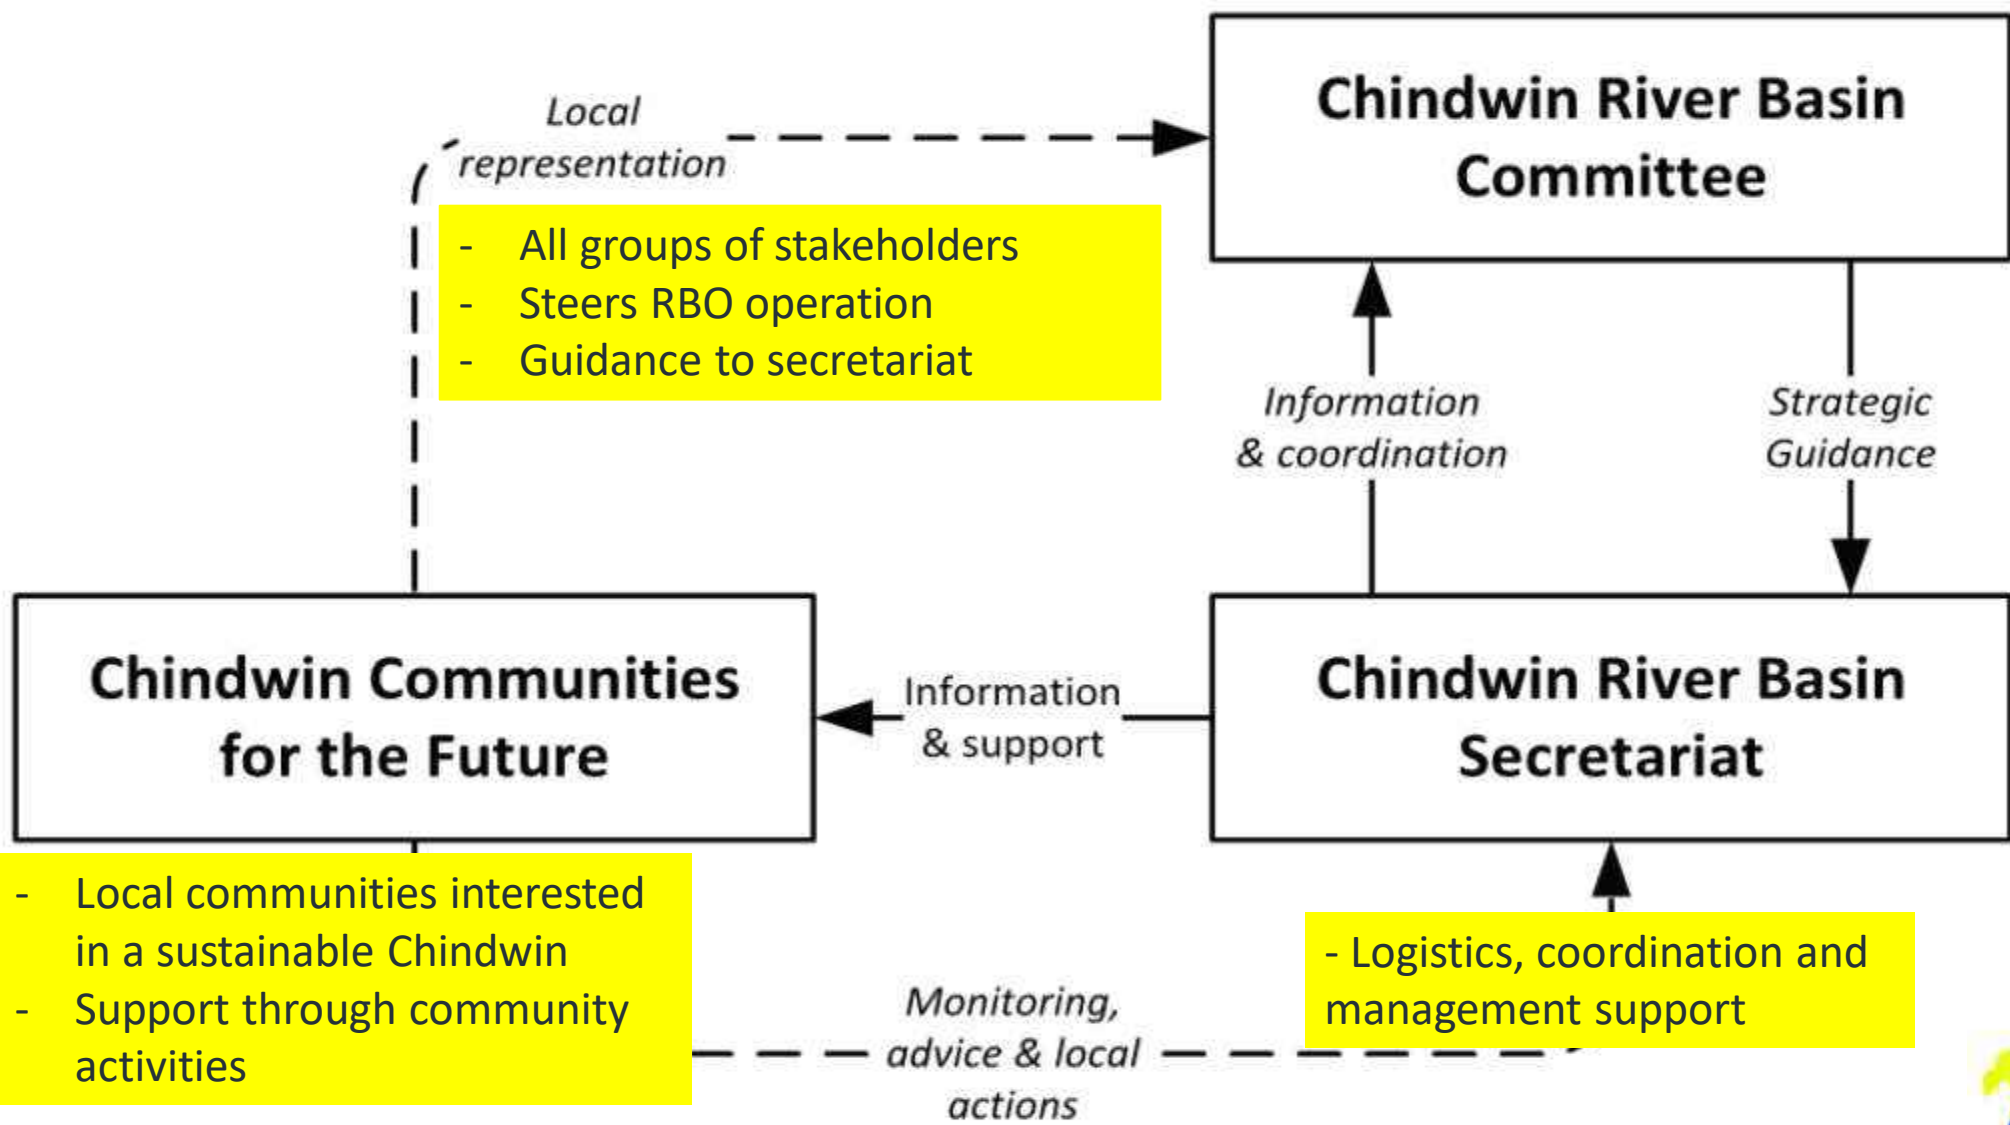 Chindwin River Basin
Committee
Local
representation
- All groups of stakeholders
- Steers RBO operation
- Guidance to secretariat
Information
& coordination
Strategic
Guidance
Chindwin Communities
for the Future
Information
& support
Chindwin River Basin
Secretariat
- Local communities interested
in a sustainable Chindwin
- Support through community
activities
Monitoring,
advice & local
actions
- Logistics, coordination and
management support